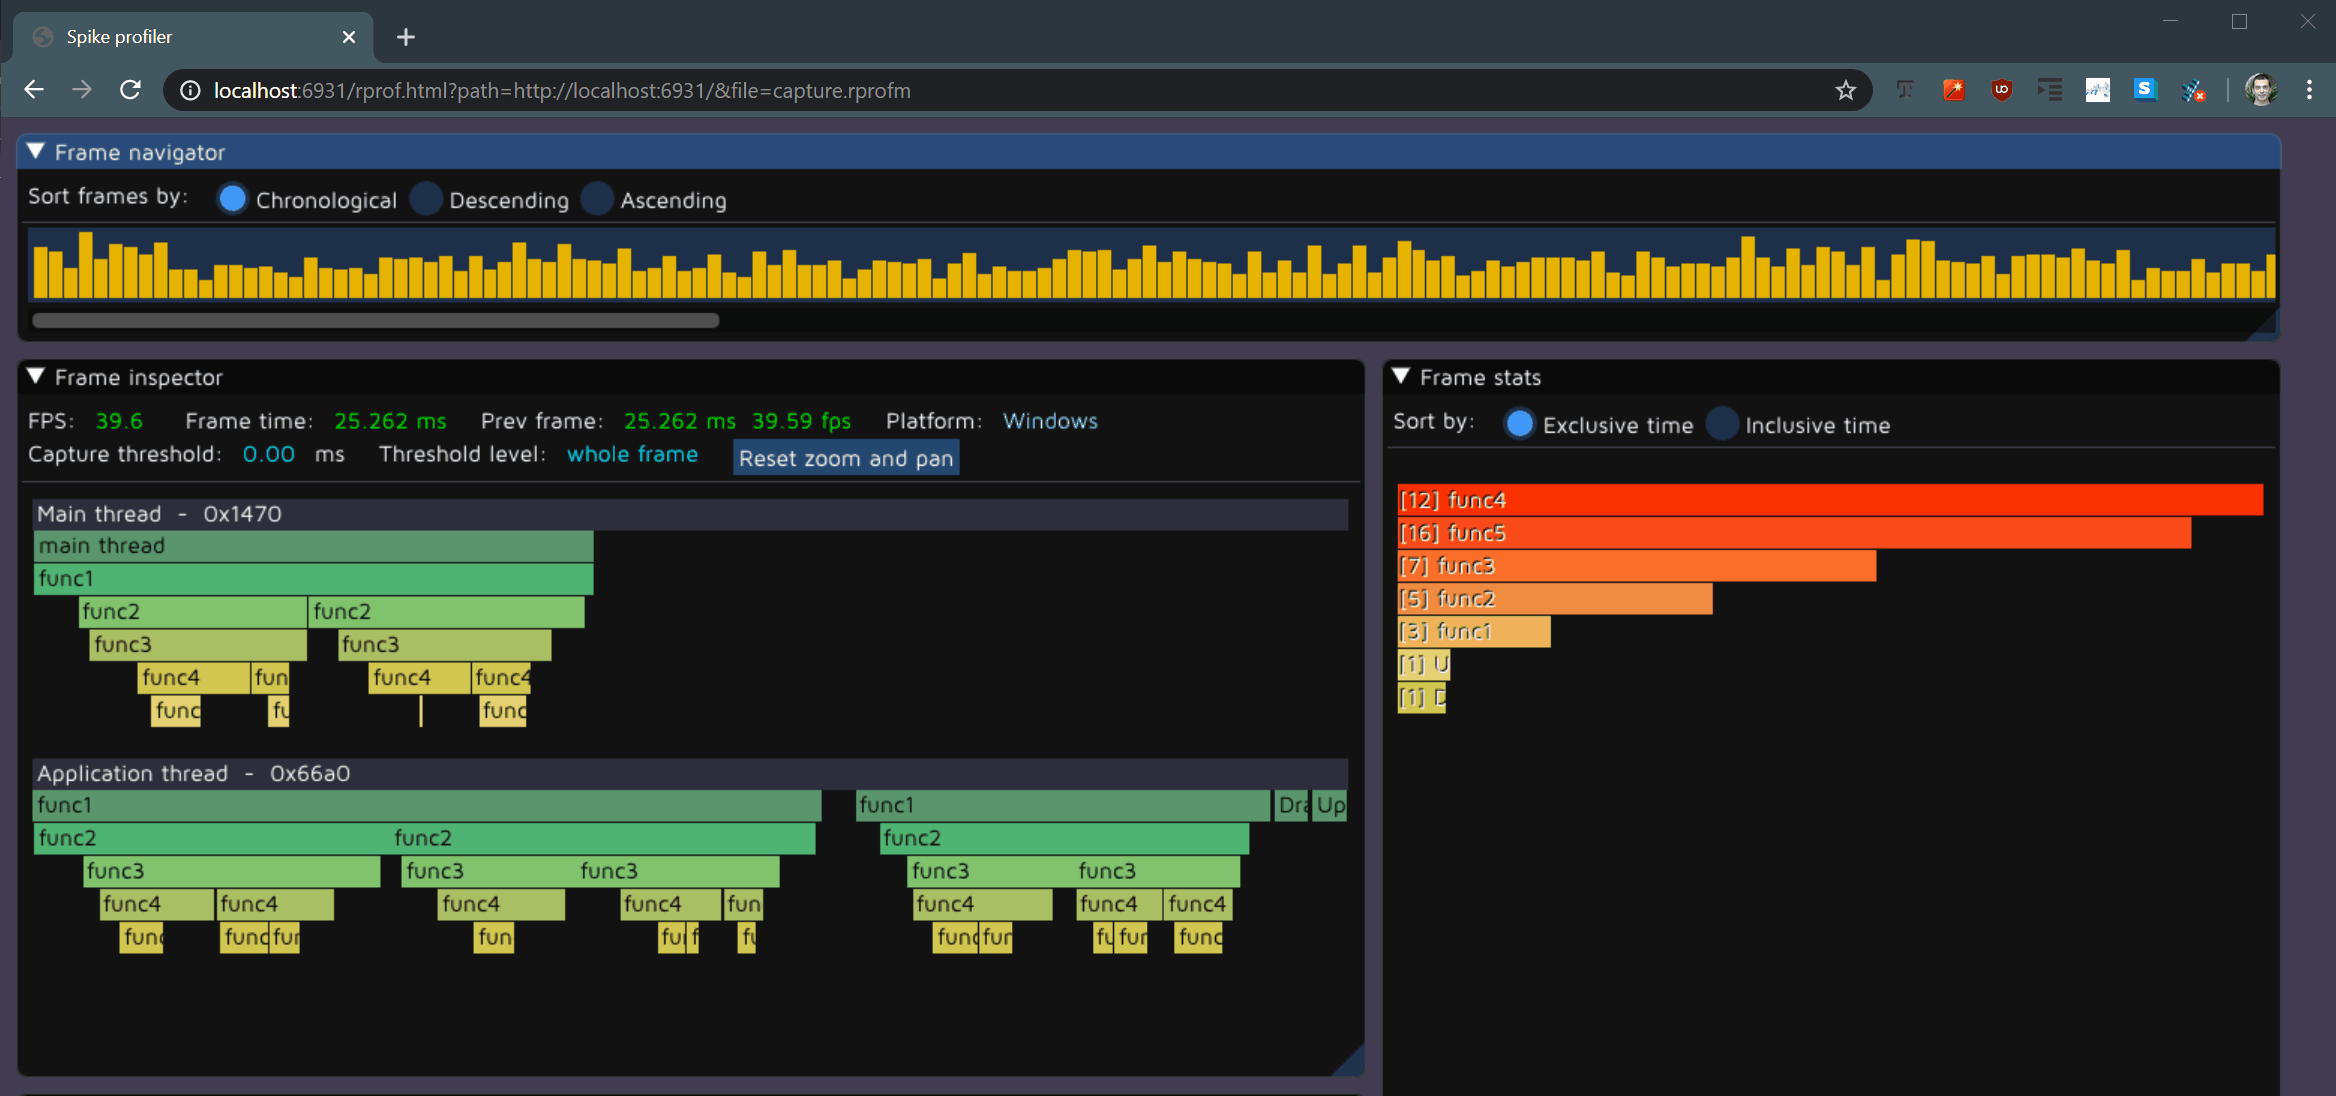 Spike profiler
localhost:6931/rprof.html?path=http://localhost:6931/&file=capture.rprofm
Frame navigator
Sort frames by: Chronological Descending Ascending
Frame inspector
FPS: 39.6 Frame time: 25.262 ms Prev frame: 25.262 ms 39.59 fps Platform: Windows
Capture threshold: 0.00 ms Threshold level: whole frame Reset zoom and pan
Main thread - 0x1470
main thread
func1
func2 func2
func3 func3
func4 fun func4 func4
func fu func
Application thread - 0x66a0
func1 func1 Dra Up
func2 func2 func2
func3 func3 func3 func3 func3
func4 func4 func4 func4 fun func4 func4 func4
func func fur fun fur f fu func fur fu fur func
Frame stats
Sort by: Exclusive time Inclusive time
[12] func4
[16] func5
[7] func3
[5] func2
[3] func1
[1] U
[1] D